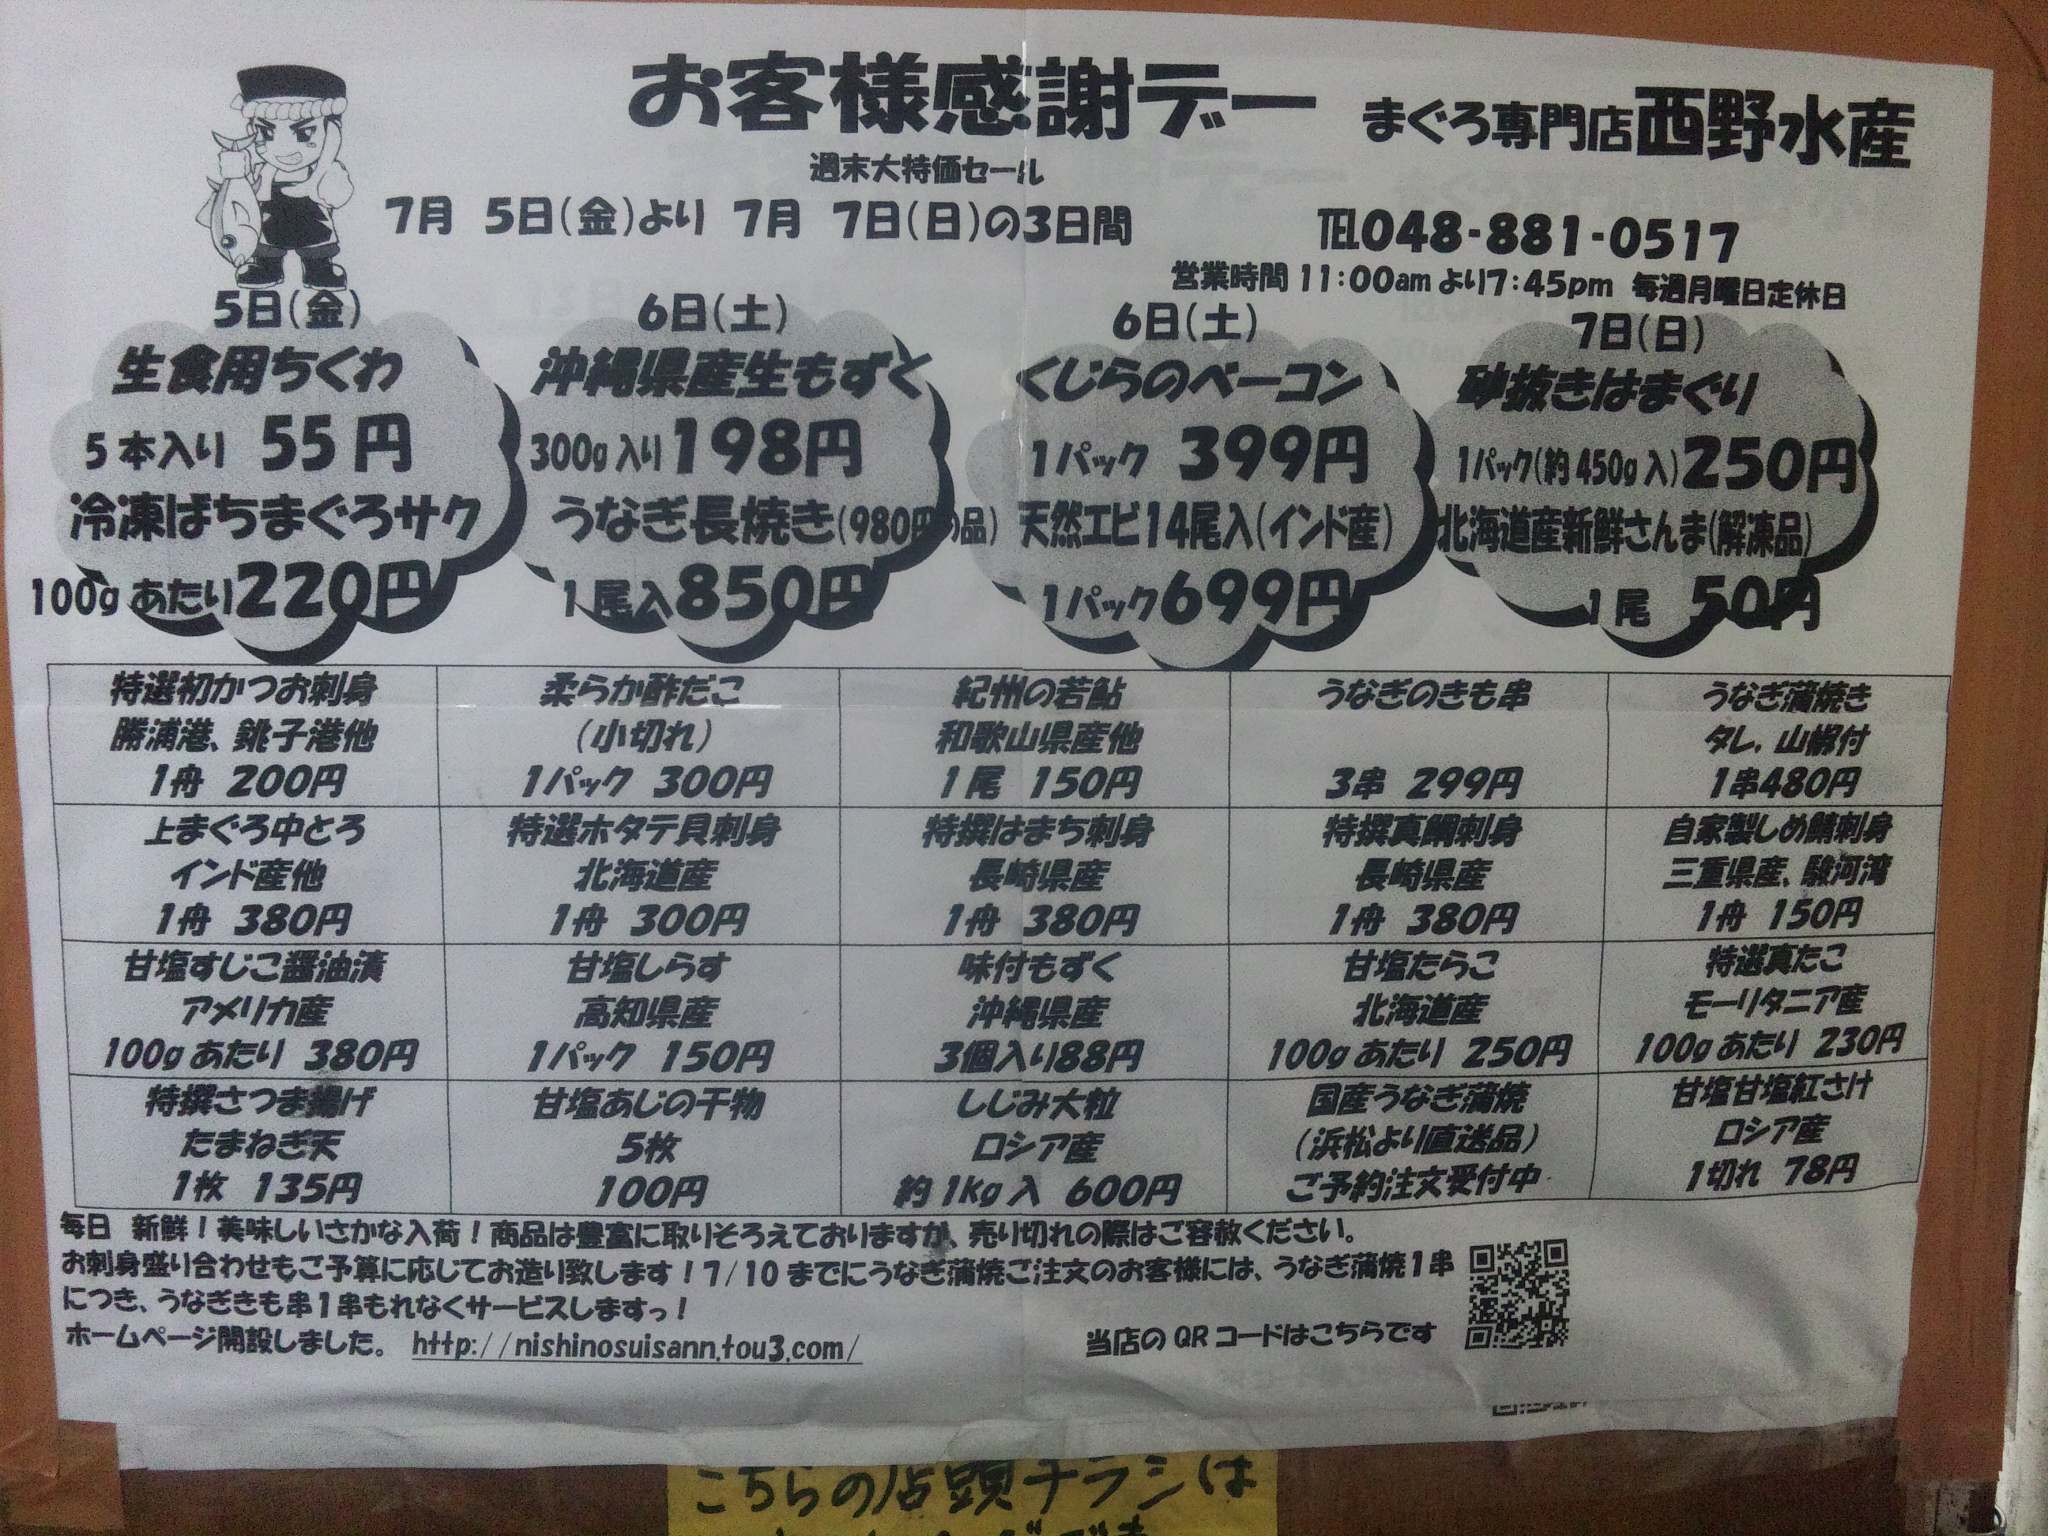 お客様感謝デー
まぐろ専門店西野水産
週末大特価セール
7月 5日(金)より 7月 7日(日)の3日間
TEL048-881-0517
営業時間11:00amより7:45pm 毎週月曜日定休日
5日(金)
生食用ちくわ
5本入り 55円
冷凍ばちまぐろサク
100gあたり220円
6日(土)
沖縄県産生もずく
300g入り198円
うなぎ長焼き(980円の品)
1尾入850円
6日(土)
くじらのベーコン
1パック 399円
天然エビ14尾入(インド産)
1パック699円
7日(日)
砂抜きはまぐり
1パック(約450g入)250円
北海道産新鮮さんま(解凍品)
1尾 50円
特選初かつお刺身
勝浦港、銚子港他
1舟 200円
柔らか酢だこ
(小切れ)
1パック 300円
紀州の若鮎
和歌山県産他
1尾 150円
うなぎのきも串
3串 299円
うなぎ蒲焼き
タレ、山椒付
1串480円
上まぐろ中とろ
インド産他
1舟 380円
特選ホタテ貝刺身
北海道産
1舟 300円
特撰はまち刺身
長崎県産
1舟 380円
特撰真鯛刺身
長崎県産
1舟 380円
自家製しめ鯖刺身
三重県産、駿河湾
1舟 150円
甘塩すじこ醤油漬
アメリカ産
100gあたり 380円
甘塩しらす
高知県産
1パック 150円
味付もずく
沖縄県産
3個入り88円
甘塩たらこ
北海道産
100gあたり 250円
特選真たこ
モーリタニア産
100gあたり 230円
特撰さつま揚げ
たまねぎ天
1枚 135円
甘塩あじの干物
5枚
100円
しじみ大粒
ロシア産
約1Kg入 600円
国産うなぎ蒲焼
(浜松より直送品)
ご予約注文受付中
甘塩甘塩紅さけ
ロシア産
1切れ 78円
毎日 新鮮!美味しいさかな入荷!商品は豊富に取りそろえておりますが、売り切れの際はご容赦ください。
お刺身盛り合わせもご予算に応じてお造り致します!7/10までにうなぎ蒲焼ご注文のお客様には、うなぎ蒲焼1串
につき、うなぎきも串1串もれなくサービスしますっ!
ホームページ開設しました。 http://nishinosuisann.tou3.com/
当店のQRコードはこちらです
こちらの店頭チラシは